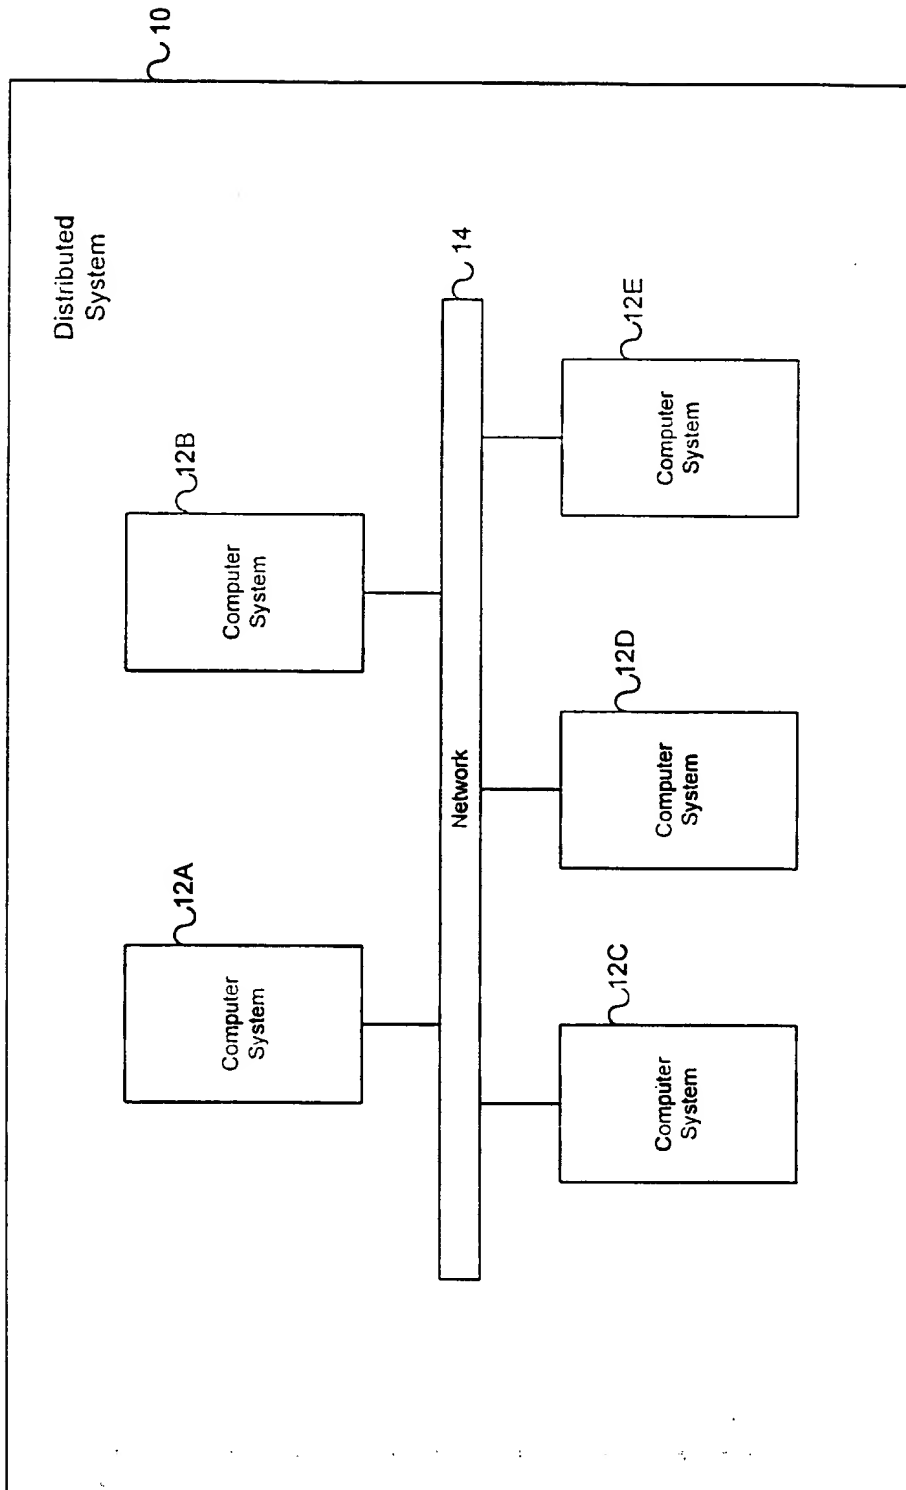 10
Distributed
System
12A
Computer
System
12B
Computer
System
14
Network
12C
Computer
System
12D
Computer
System
12E
Computer
System